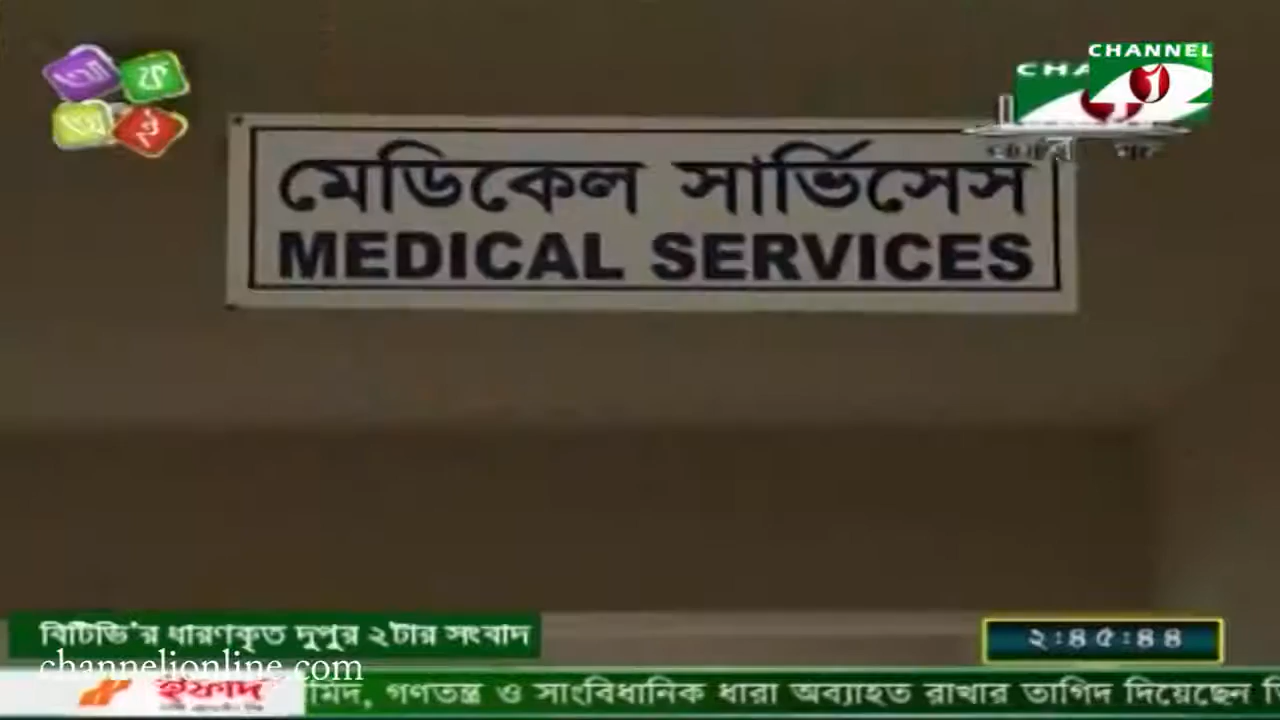 আ ক
CHANNEL
মেডিকেল সার্ভিসেস
MEDICAL SERVICES
বিটিভি'র ধারণকৃত দুপুর ২টার সংবাদ
২:৪৫:৪৪
channelionline.com
ইফাদ
মিদ, গণতন্ত্র ও সাংবিধানিক ধারা অব্যাহত রাখার তাগিদ দিয়েছেন